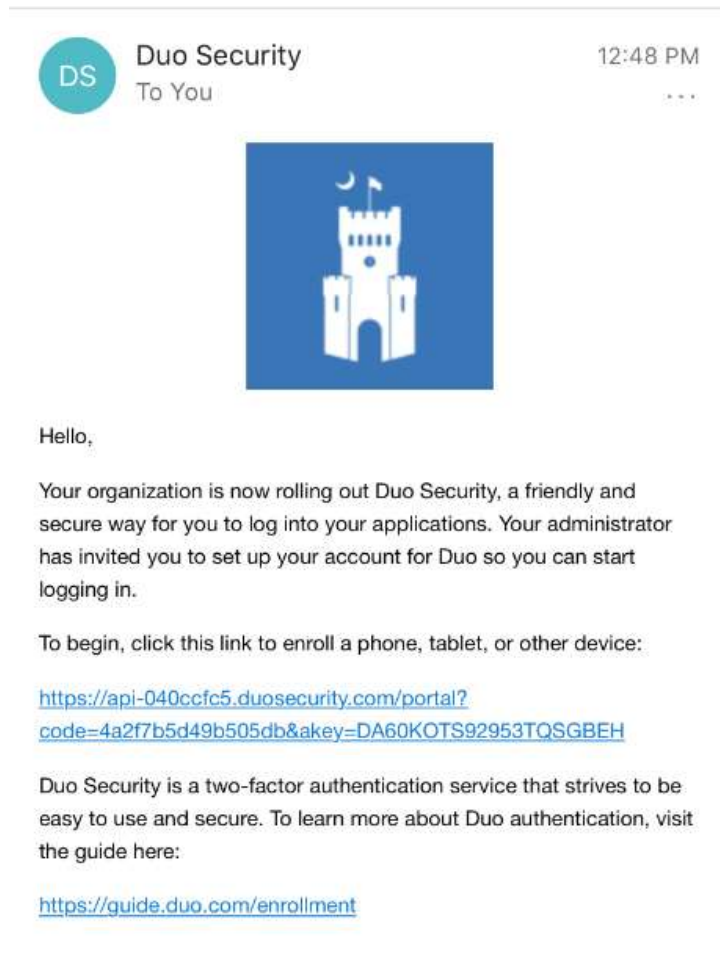 Duo Security
12:48 PM
DS
To You
...
Hello,
Your organization is now rolling out Duo Security, a friendly and
secure way for you to log into your applications. Your administrator
has invited you to set up your account for Duo so you can start
logging in.
To begin, click this link to enroll a phone, tablet, or other device:
https://api-040ccfc5.duosecurity.com/portal?
code=4a2f7b5d49b505db&akey=DA60KOTS92953TQSGBEH
Duo Security is a two-factor authentication service that strives to be
easy to use and secure. To learn more about Duo authentication, visit
the guide here:
https://guide.duo.com/enrollment